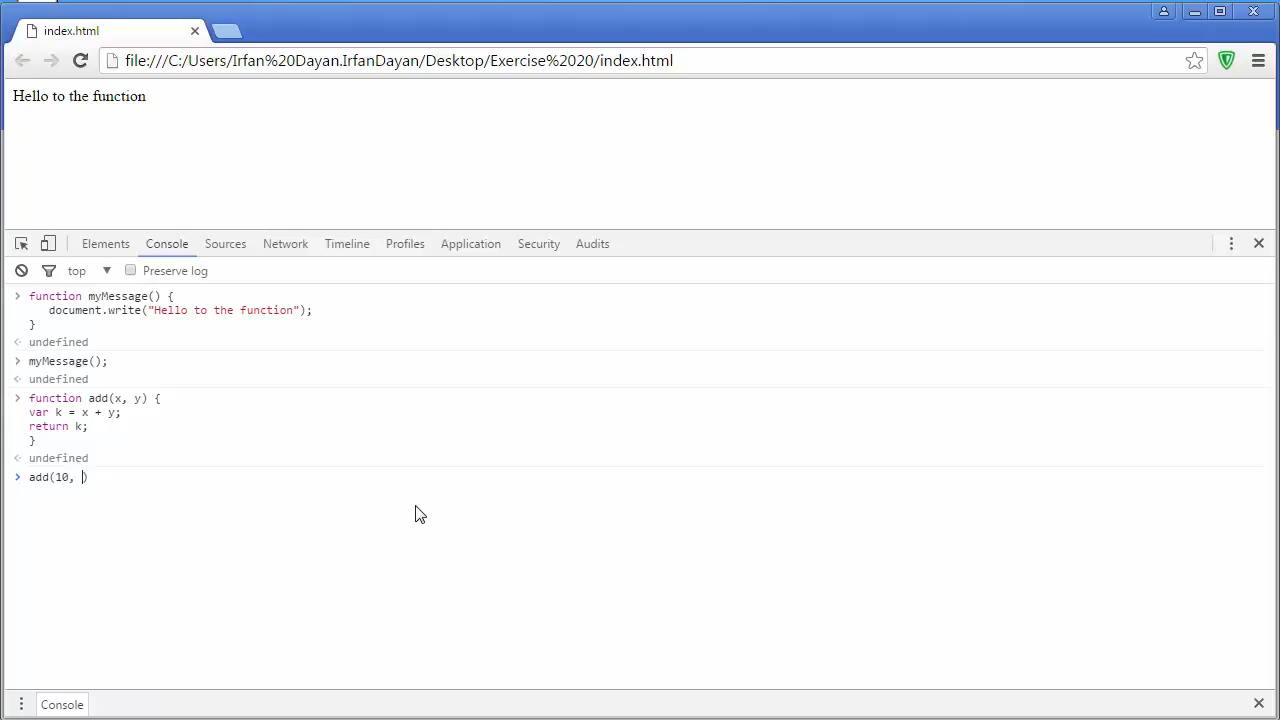 index.html
file:///C:/Users/Irfan%20Dayan.IrfanDayan/Desktop/Exercise%2020/index.html
Hello to the function
Elements Console Sources Network Timeline Profiles Application Security Audits
top Preserve log
function myMessage() {
document.write("Hello to the function");
}
undefined
myMessage();
undefined
function add(x, y) {
var k = x + y;
return k;
}
undefined
add(10, )
Console